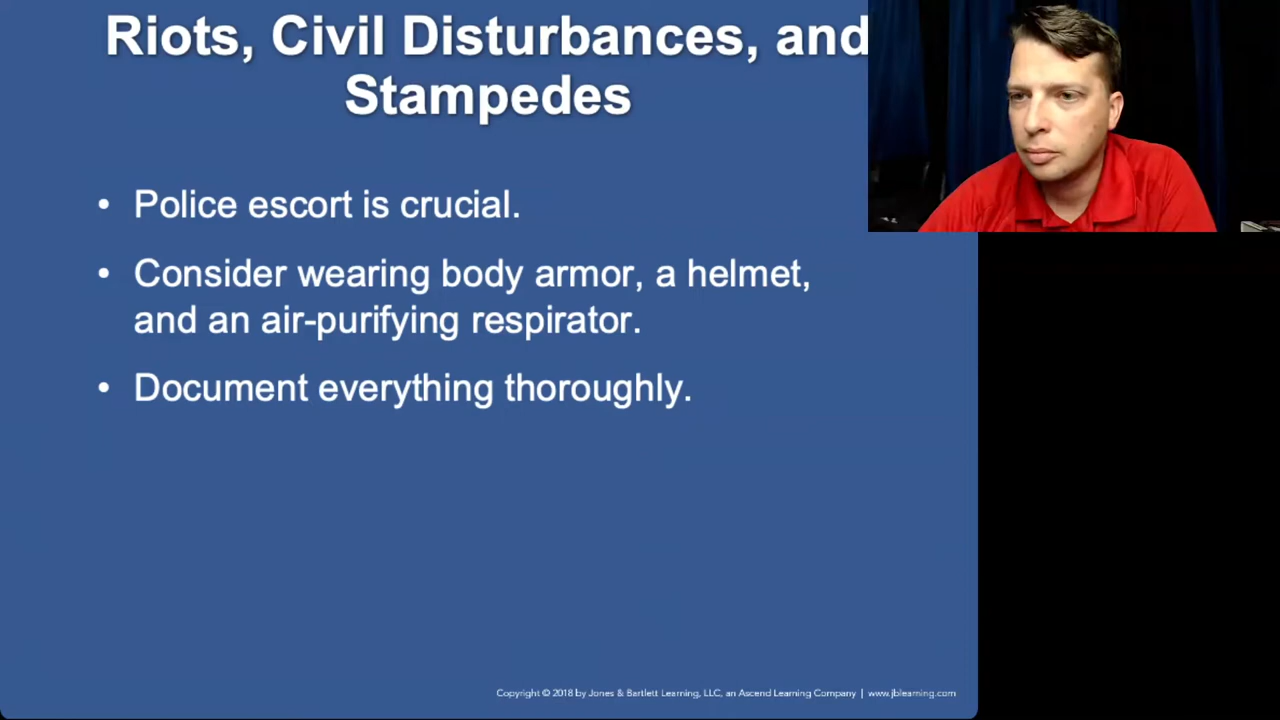 Riots, Civil Disturbances, and
Stampedes
• Police escort is crucial.
• Consider wearing body armor, a helmet,
and an air-purifying respirator.
• Document everything thoroughly.
Copyright © 2018 by Jones & Bartlett Learning, LLC, an Ascend Learning Company | www.jblearning.com